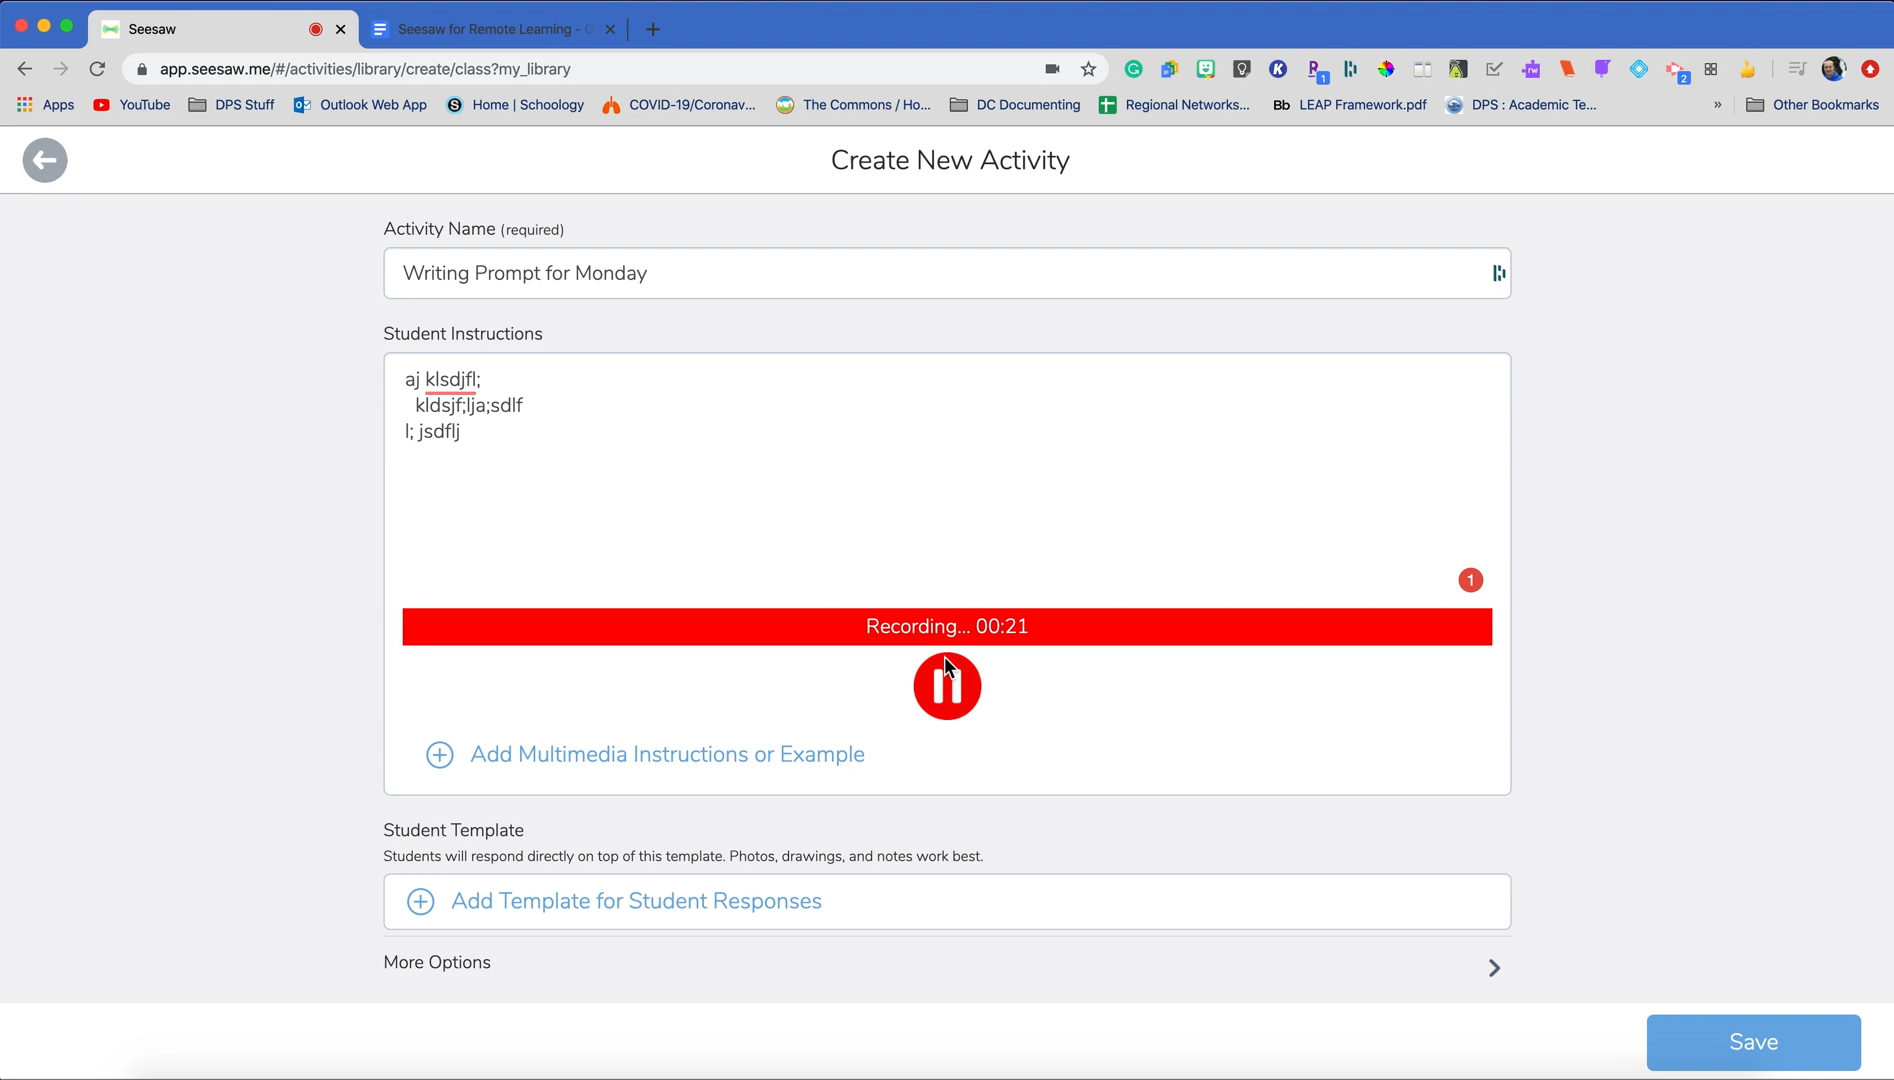 Seesaw
Seesaw for Remote Learning - G
app.seesaw.me/#/activities/library/create/class?my_library
1
2
Apps
YouTube
DPS Stuff
Outlook Web App
Home | Schoology
COVID-19/Coronav...
The Commons / Ho...
DC Documenting
Regional Networks...
Bb LEAP Framework.pdf
DPS : Academic Te...
»
Other Bookmarks
Create New Activity
Activity Name (required)
Writing Prompt for Monday
Student Instructions
aj klsdjfl;
kldsjf;lja;sdlf
l; jsdflj
1
Recording... 00:21
Add Multimedia Instructions or Example
Student Template
Students will respond directly on top of this template. Photos, drawings, and notes work best.
Add Template for Student Responses
More Options
Save